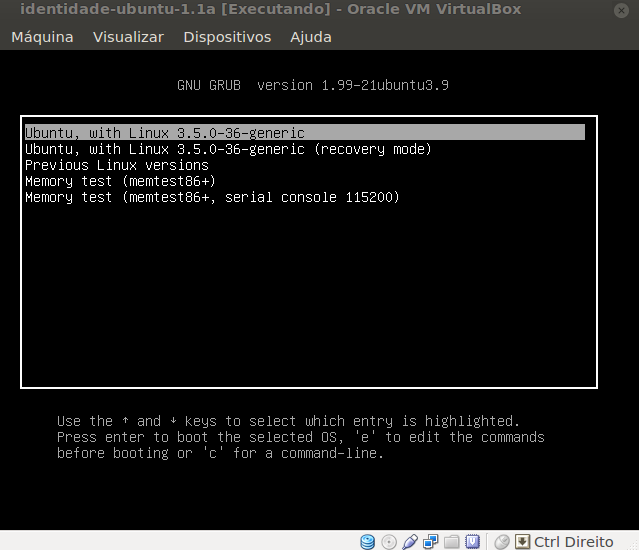 identidade-ubuntu-1.1a [Executando] - Oracle VM VirtualBox
Máquina Visualizar Dispositivos Ajuda
GNU GRUB version 1.99-21ubuntu3.9
Ubuntu, with Linux 3.5.0-36-generic
Ubuntu, with Linux 3.5.0-36-generic (recovery mode)
Previous Linux versions
Memory test (memtest86+)
Memory test (memtest86+, serial console 115200)
Use the ↑ and ↓ keys to select which entry is highlighted.
Press enter to boot the selected OS, 'e' to edit the commands
before booting or 'c' for a command-line.
Ctrl Direito